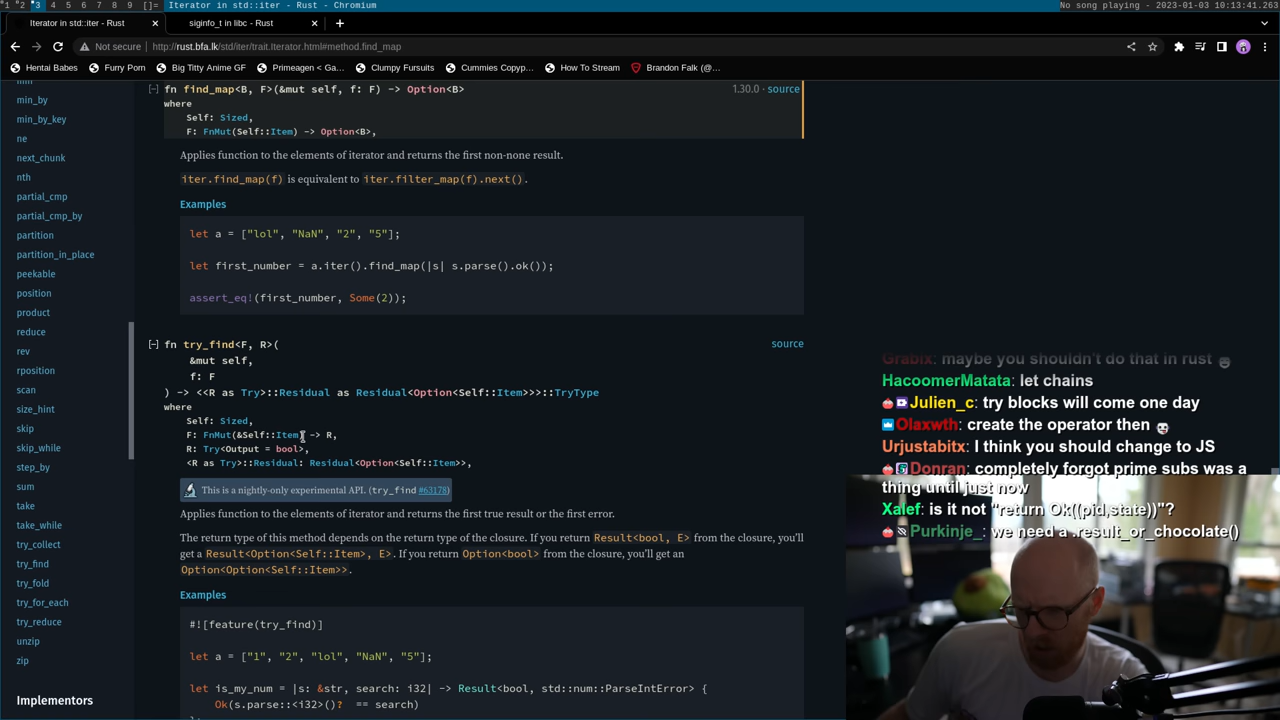 1 2 3 4 5 6 7 8 9 []= Iterator in std::iter - Rust - Chromium No song playing - 2023-01-03 10:13:41.263
Iterator in std::iter - Rust siginfo_t in libc - Rust
Not secure http://rust.bfa.lk/std/iter/trait.Iterator.html#method.find_map
Hentai Babes Furry Porn Big Titty Anime GF Primeagen < Ga… Clumpy Fursuits Cummies Copyp… How To Stream Brandon Falk (@…
min
min_by
min_by_key
ne
next_chunk
nth
partial_cmp
partial_cmp_by
partition
partition_in_place
peekable
position
product
reduce
rev
rposition
scan
size_hint
skip
skip_while
step_by
sum
take
take_while
try_collect
try_find
try_fold
try_for_each
try_reduce
unzip
zip
Implementors
[-] fn find_map<B, F>(&mut self, f: F) -> Option<B> 1.30.0 · source
where
Self: Sized,
F: FnMut(Self::Item) -> Option<B>,
Applies function to the elements of iterator and returns the first non-none result.
iter.find_map(f) is equivalent to iter.filter_map(f).next().
Examples
let a = ["lol", "NaN", "2", "5"];
let first_number = a.iter().find_map(|s| s.parse().ok());
assert_eq!(first_number, Some(2));
[-] fn try_find<F, R>( source
&mut self,
f: F
) -> <<R as Try>::Residual as Residual<Option<Self::Item>>>::TryType
where
Self: Sized,
F: FnMut(&Self::Item) -> R,
R: Try<Output = bool>,
<R as Try>::Residual: Residual<Option<Self::Item>>,
This is a nightly-only experimental API. (try_find #63178)
Applies function to the elements of iterator and returns the first true result or the first error.
The return type of this method depends on the return type of the closure. If you return Result<bool, E> from the closure, you'll
get a Result<Option<Self::Item>, E>. If you return Option<bool> from the closure, you'll get an
Option<Option<Self::Item>>.
Examples
#![feature(try_find)]
let a = ["1", "2", "lol", "NaN", "5"];
let is_my_num = |s: &str, search: i32| -> Result<bool, std::num::ParseIntError> {
Ok(s.parse::<i32>()? == search)
Grabix: maybe you shouldn't do that in rust
HacoomerMatata: let chains
Julien_c: try blocks will come one day
Olaxwth: create the operator then
Urjustabitx: I think you should change to JS
Donran: completely forgot prime subs was a
thing until just now
Xalef: is it not "return Ok((pid,state))"?
Purkinje_: we need a .result_or_chocolate()